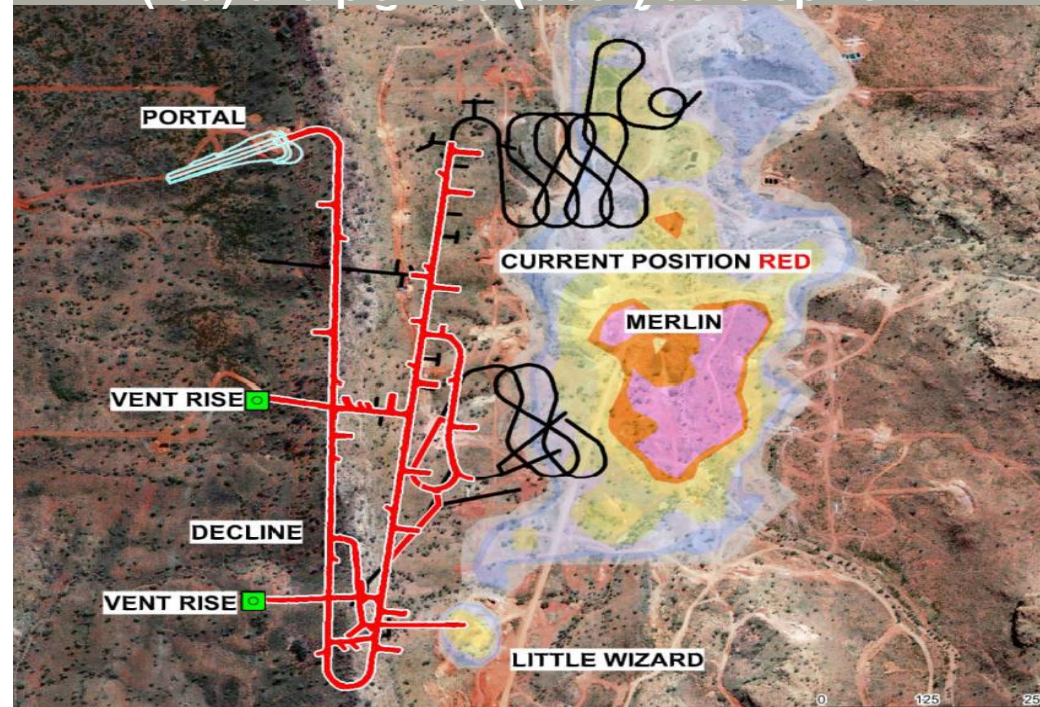 PORTAL
CURRENT POSITION RED
MERLIN
VENT RISE
DECLINE
VENT RISE
LITTLE WIZARD
0 125